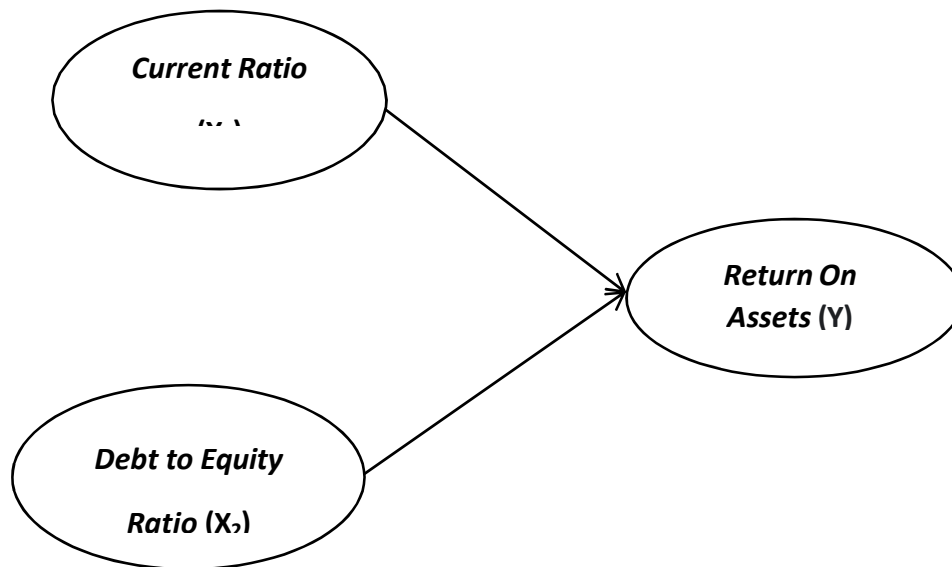 Current Ratio
Return On
Assets (Y)
Debt to Equity
Ratio (X₂)